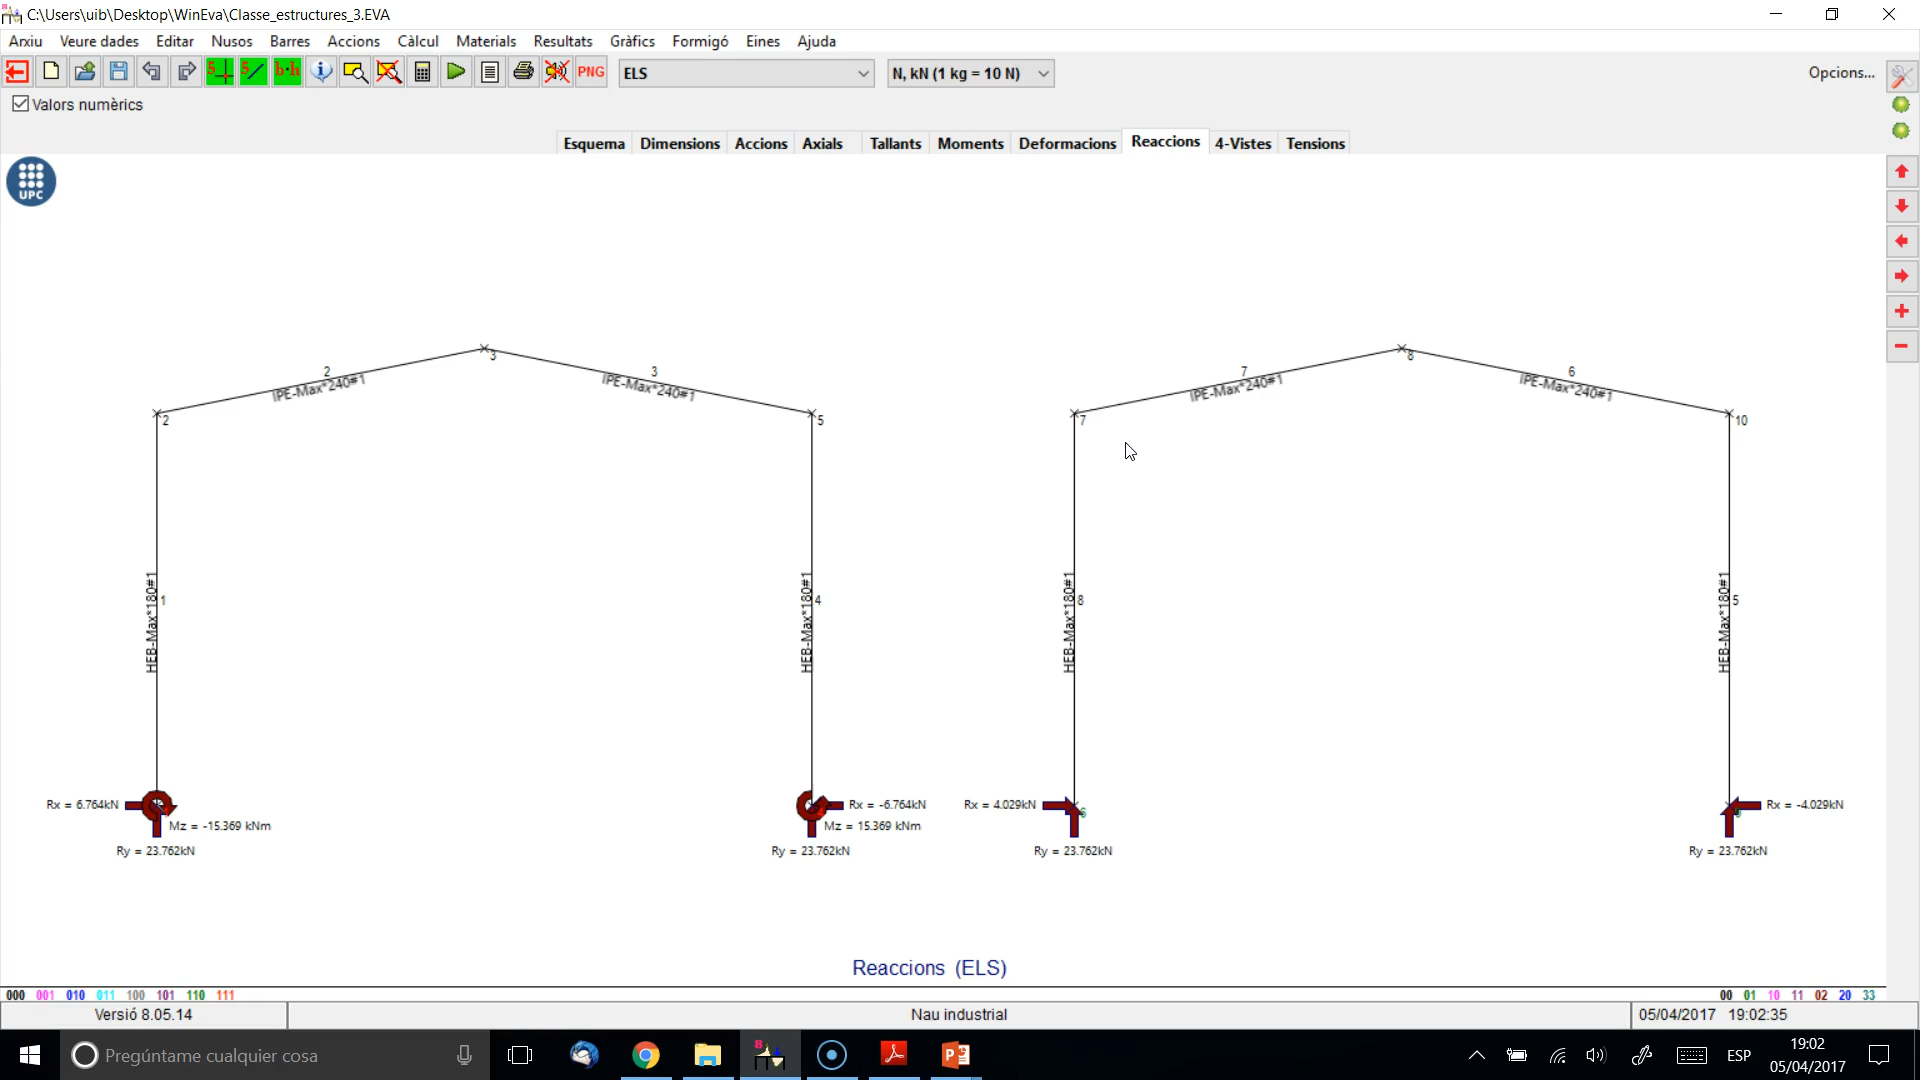 C:\Users\uib\Desktop\WinEva\Classe_estructures_3.EVA
Arxiu Veure dades Editar Nusos Barres Accions Càlcul Materials Resultats Gràfics Formigó Eines Ajuda
5 5 b·h PNG ELS N, kN (1 kg = 10 N) Opcions...
Valors numèrics
Esquema Dimensions Accions Axials Tallants Moments Deformacions Reaccions 4-Vistes Tensions
UPC
3 8
2 3 7 6
IPE-Max*240#1 IPE-Max*240#1 IPE-Max*240#1 IPE-Max*240#1
2 5 7 10
HEB-Max*180#1 1 HEB-Max*180#1 4 HEB-Max*180#1 8 HEB-Max*180#1 5
Rx = 6.764kN Rx = -6.764kN Rx = 4.029kN Rx = -4.029kN
6
Mz = -15.369 kNm Mz = 15.369 kNm
Ry = 23.762kN Ry = 23.762kN Ry = 23.762kN Ry = 23.762kN
Reaccions (ELS)
000 001 010 011 100 101 110 111 00 01 10 11 02 20 33
Versió 8.05.14 Nau industrial 05/04/2017 19:02:35
Pregúntame cualquier cosa ESP 19:02
05/04/2017